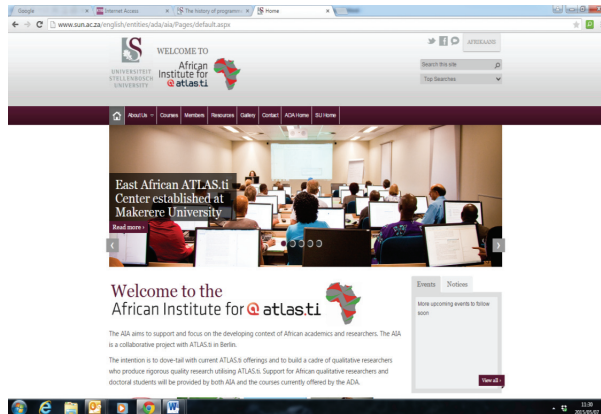 Google
Internet Access
The history of programm
Home
www.sun.ac.za/english/entities/ada/aia/Pages/default.aspx
S
UNIVERSITEIT
STELLENBOSCH
UNIVERSITY
WELCOME TO
African
Institute for
@atlas.ti
AFRIKAANS
Search this site
Top Searches
About Us
Courses
Members
Resources
Gallery
Contact
ADA Home
SU Home
East African ATLAS.ti
Center established at
Makerere University
Read more ›
Welcome to the
African Institute for @ atlas.ti
The AIA aims to support and focus on the developing context of African academics and researchers. The AIA
is a collaborative project with ATLAS.ti in Berlin.
The intention is to dove-tail with current ATLAS.ti offerings and to build a cadre of qualitative researchers
who produce rigorous quality research utilising ATLAS.ti. Support for African qualitative researchers and
doctoral students will be provided by both AIA and the courses currently offered by the ADA.
Events
Notices
More upcoming events to follow
soon
View all ›
11:30
2015/05/07